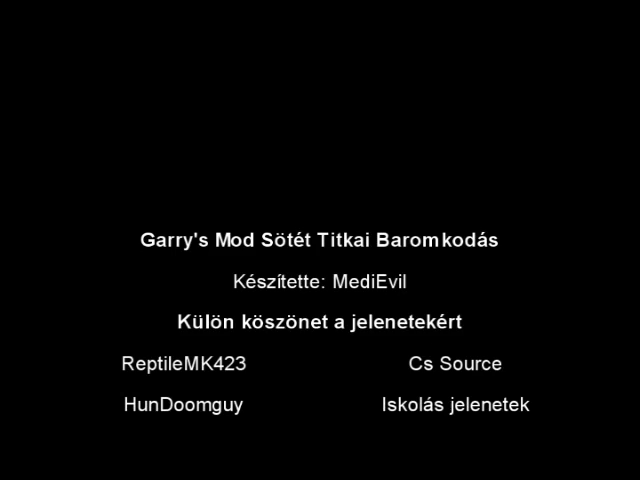 Garry's Mod Sötét Titkai Baromkodás
Készítette: MediEvil
Külön köszönet a jelenetekért
ReptileMK423 Cs Source
HunDoomguy Iskolás jelenetek